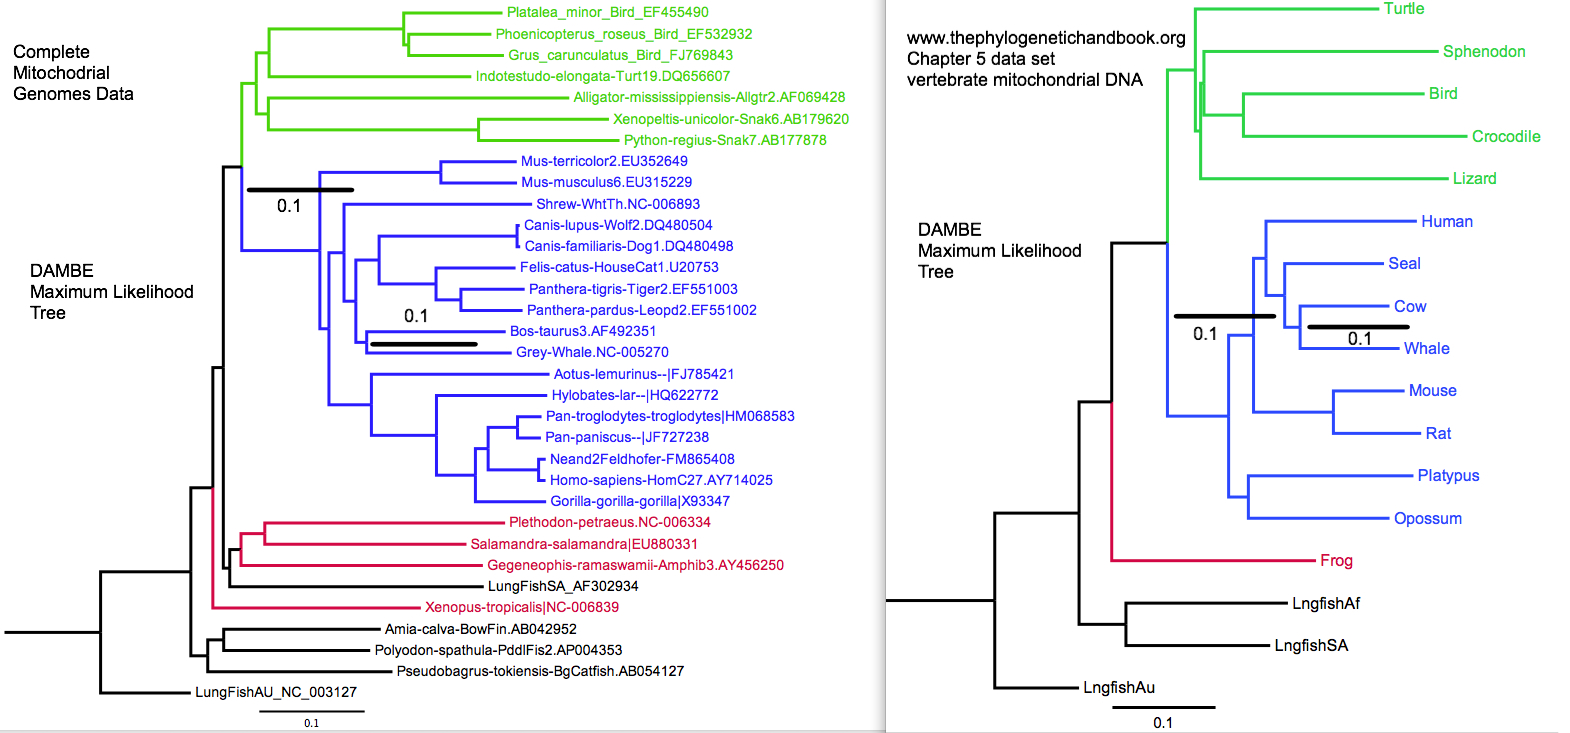 Complete
Mitochodrial
Genomes Data
DAMBE
Maximum Likelihood
Tree
Platalea_minor_Bird_EF455490
Phoenicopterus_roseus_Bird_EF532932
Grus_carunculatus_Bird_FJ769843
Indotestudo-elongata-Turt19.DQ656607
Alligator-mississippiensis-Allgtr2.AF069428
Xenopeltis-unicolor-Snak6.AB179620
Python-regius-Snak7.AB177878
Mus-terricolor2.EU352649
Mus-musculus6.EU315229
0.1
Shrew-WhtTh.NC-006893
Canis-lupus-Wolf2.DQ480504
Canis-familiaris-Dog1.DQ480498
Felis-catus-HouseCat1.U20753
Panthera-tigris-Tiger2.EF551003
Panthera-pardus-Leopd2.EF551002
0.1
Bos-taurus3.AF492351
Grey-Whale.NC-005270
Aotus-lemurinus--|FJ785421
Hylobates-lar--|HQ622772
Pan-troglodytes-troglodytes|HM068583
Pan-paniscus--|JF727238
Neand2Feldhofer-FM865408
Homo-sapiens-HomC27.AY714025
Gorilla-gorilla-gorilla|X93347
Plethodon-petraeus.NC-006334
Salamandra-salamandra|EU880331
Gegeneophis-ramaswamii-Amphib3.AY456250
LungFishSA_AF302934
Xenopus-tropicalis|NC-006839
Amia-calva-BowFin.AB042952
Polyodon-spathula-PddlFis2.AP004353
Pseudobagrus-tokiensis-BgCatfish.AB054127
LungFishAU_NC_003127
0.1
www.thephylogenetichandbook.org
Chapter 5 data set
vertebrate mitochondrial DNA
DAMBE
Maximum Likelihood
Tree
Turtle
Sphenodon
Bird
Crocodile
Lizard
Human
Seal
Cow
0.1
0.1
Whale
Mouse
Rat
Platypus
Opossum
Frog
LngfishAf
LngfishSA
LngfishAu
0.1